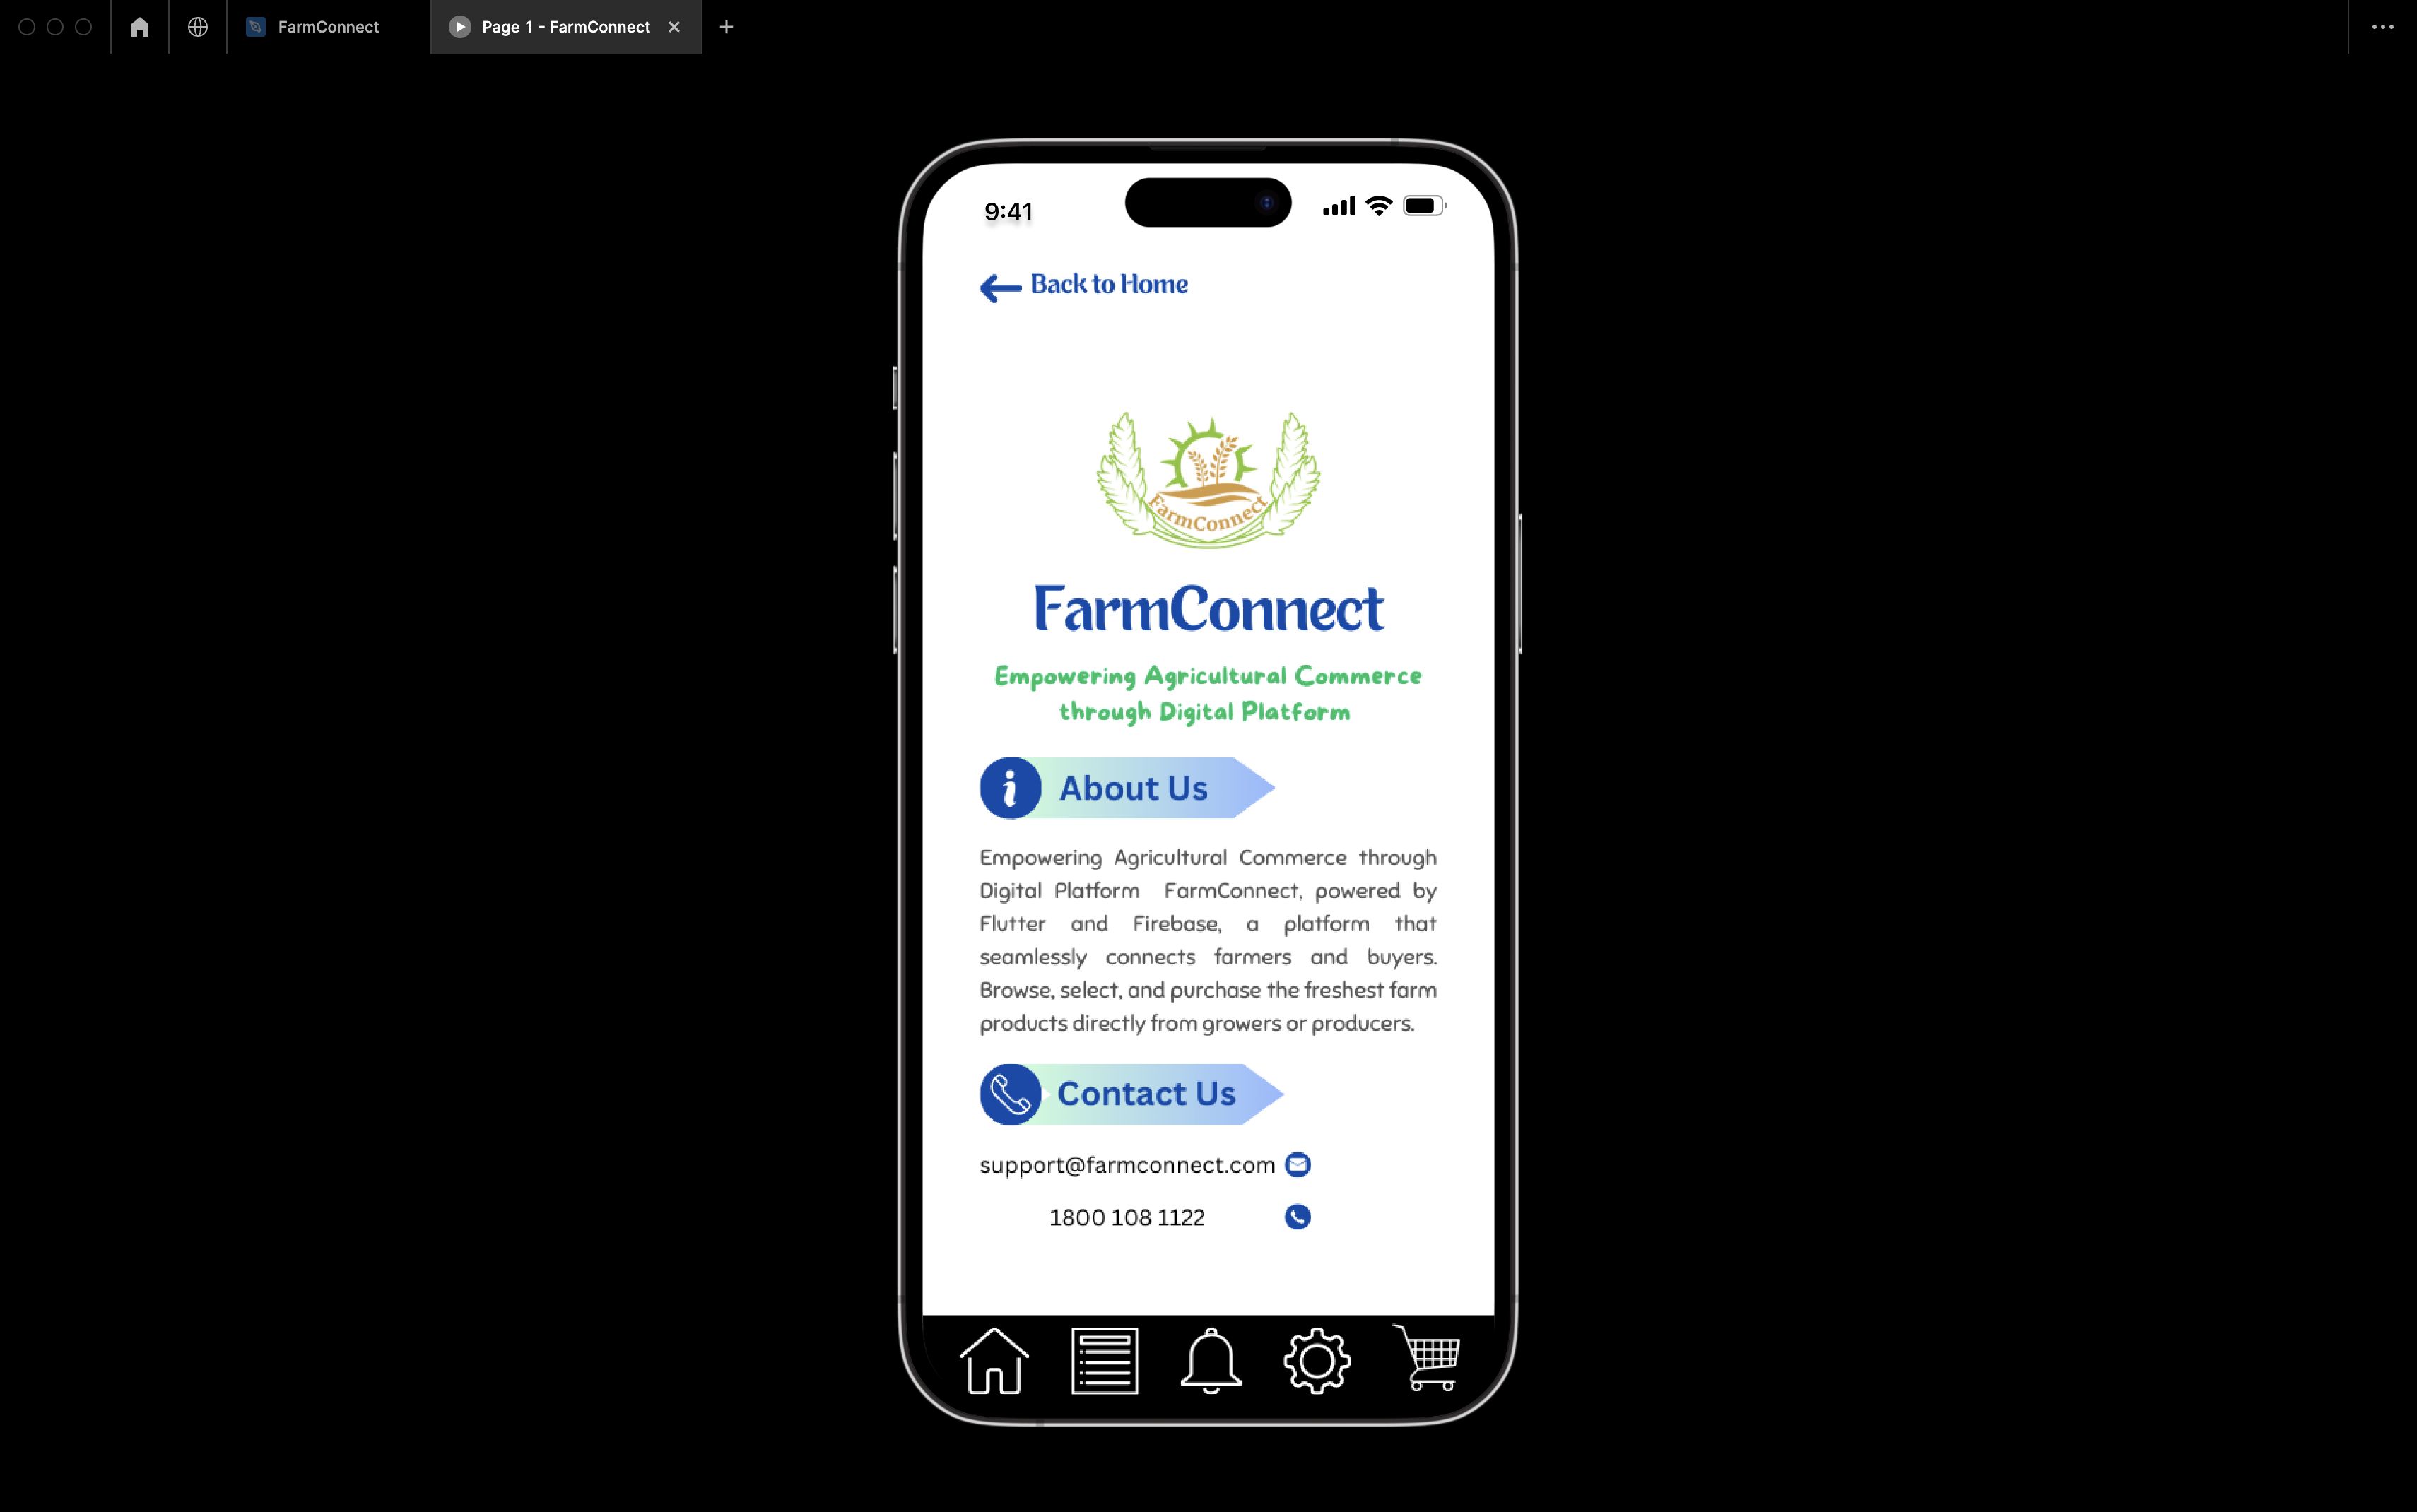 FarmConnect
Page 1 - FarmConnect
9:41
Back to Home
FarmConnect
FarmConnect
Empowering Agricultural Commerce
through Digital Platform
About Us
Empowering Agricultural Commerce through
Digital Platform FarmConnect, powered by
Flutter and Firebase, a platform that
seamlessly connects farmers and buyers.
Browse, select, and purchase the freshest farm
products directly from growers or producers.
Contact Us
support@farmconnect.com
1800 108 1122